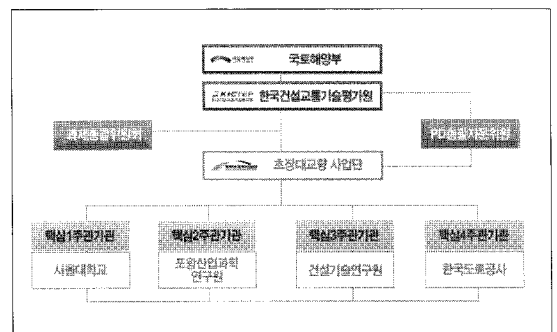 국토해양부
KICTEP 한국건설교통기술평가원
초장대교량 사업단
핵심1주관기관
핵심2주관기관
핵심3주관기관
핵심4주관기관
서울대학교
포항산업과학
연구원
건설기술연구원
한국도로공사